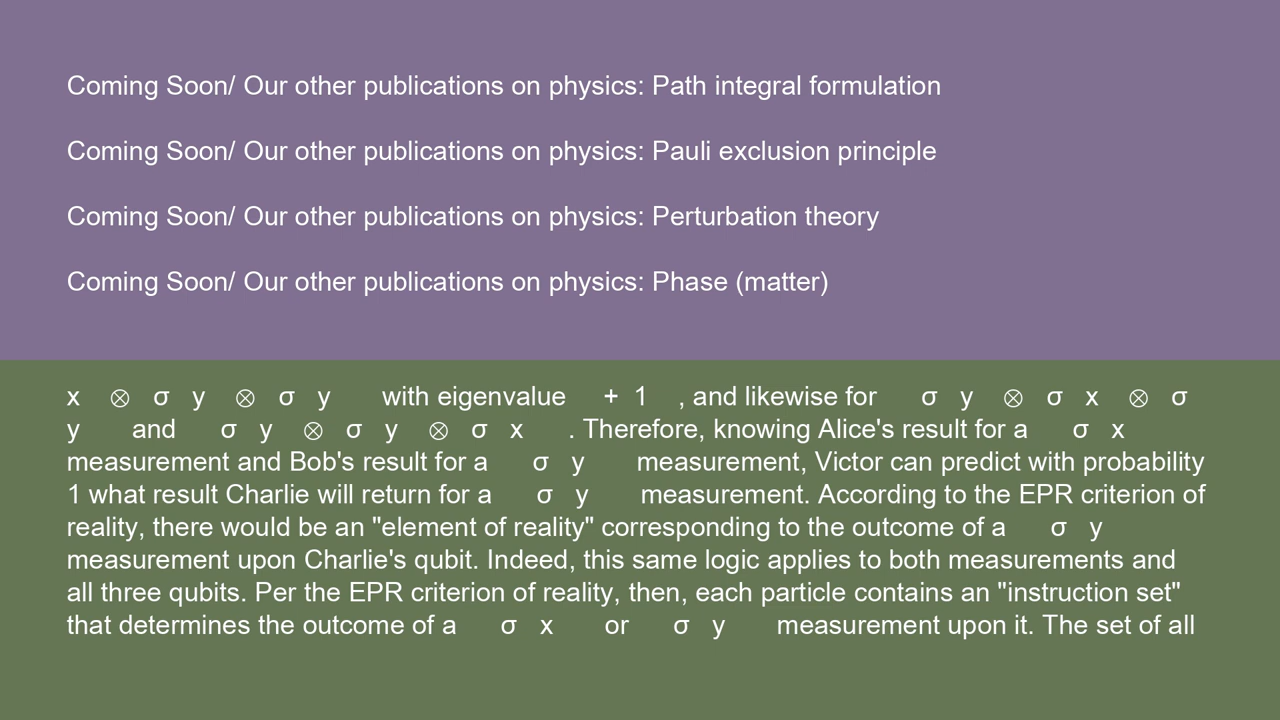 Coming Soon/ Our other publications on physics: Path integral formulation
Coming Soon/ Our other publications on physics: Pauli exclusion principle
Coming Soon/ Our other publications on physics: Perturbation theory
Coming Soon/ Our other publications on physics: Phase (matter)
x ⊗ σ y ⊗ σ y with eigenvalue + 1 , and likewise for σ y ⊗ σ x ⊗ σ
y and σ y ⊗ σ y ⊗ σ x . Therefore, knowing Alice's result for a σ x
measurement and Bob's result for a σ y measurement, Victor can predict with probability
1 what result Charlie will return for a σ y measurement. According to the EPR criterion of
reality, there would be an "element of reality" corresponding to the outcome of a σ y
measurement upon Charlie's qubit. Indeed, this same logic applies to both measurements and
all three qubits. Per the EPR criterion of reality, then, each particle contains an "instruction set"
that determines the outcome of a σ x or σ y measurement upon it. The set of all